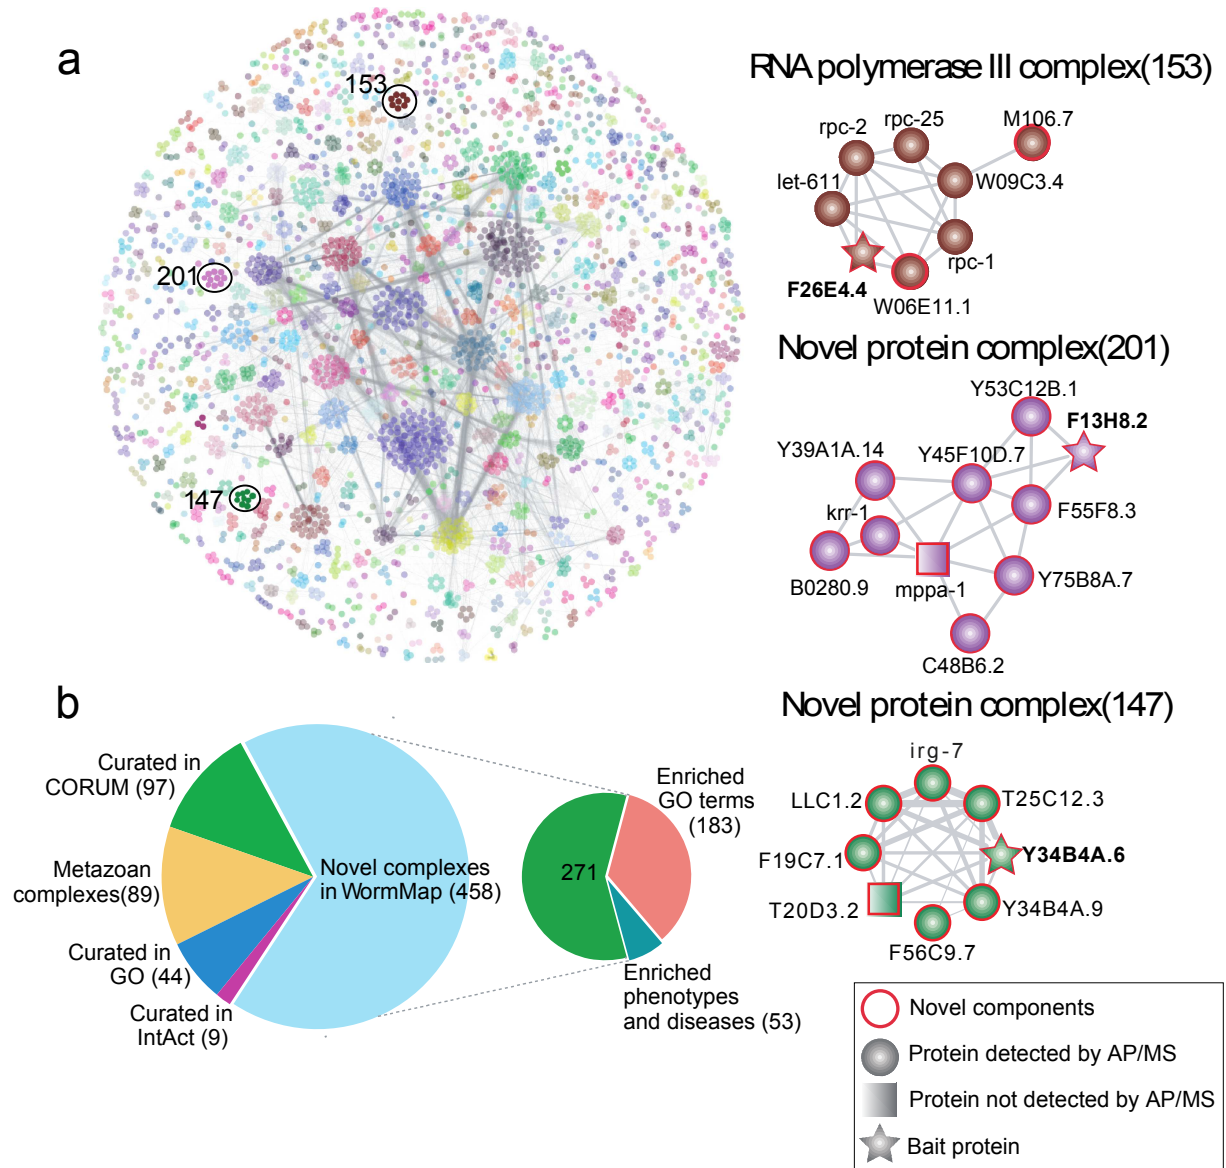 a
153
201
147
RNA polymerase III complex(153)
rpc-25
M106.7
rpc-2
let-611
W09C3.4
rpc-1
F26E4.4
W06E11.1
Novel protein complex(201)
Y53C12B.1
F13H8.2
Y39A1A.14
Y45F10D.7
krr-1
F55F8.3
B0280.9
mppa-1
Y75B8A.7
C48B6.2
Novel protein complex(147)
irg-7
LLC1.2
T25C12.3
F19C7.1
Y34B4A.6
T20D3.2
Y34B4A.9
F56C9.7
b
Curated in
CORUM (97)
Metazoan
complexes(89)
Curated in
GO (44)
Curated in
IntAct (9)
Novel complexes
in WormMap (458)
271
Enriched
GO terms
(183)
Enriched
phenotypes
and diseases (53)
Novel components
Protein detected by AP/MS
Protein not detected by AP/MS
Bait protein